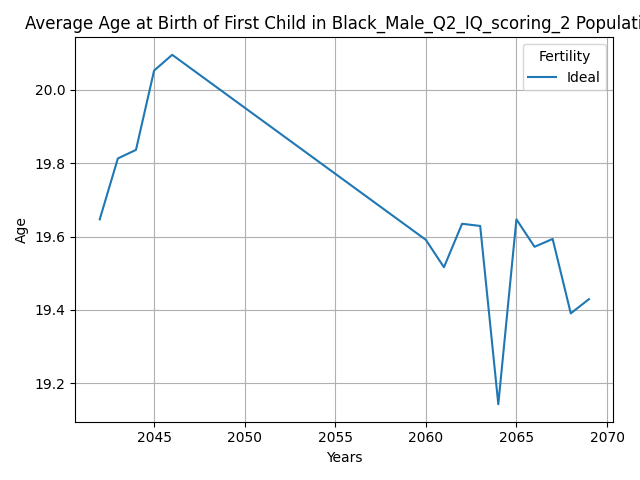 Average Age at Birth of First Child in Black_Male_Q2_IQ_scoring_2 Populati
Fertility
Ideal
20.0
19.8
19.6
19.4
19.2
Age
2045 2050 2055 2060 2065 2070
Years